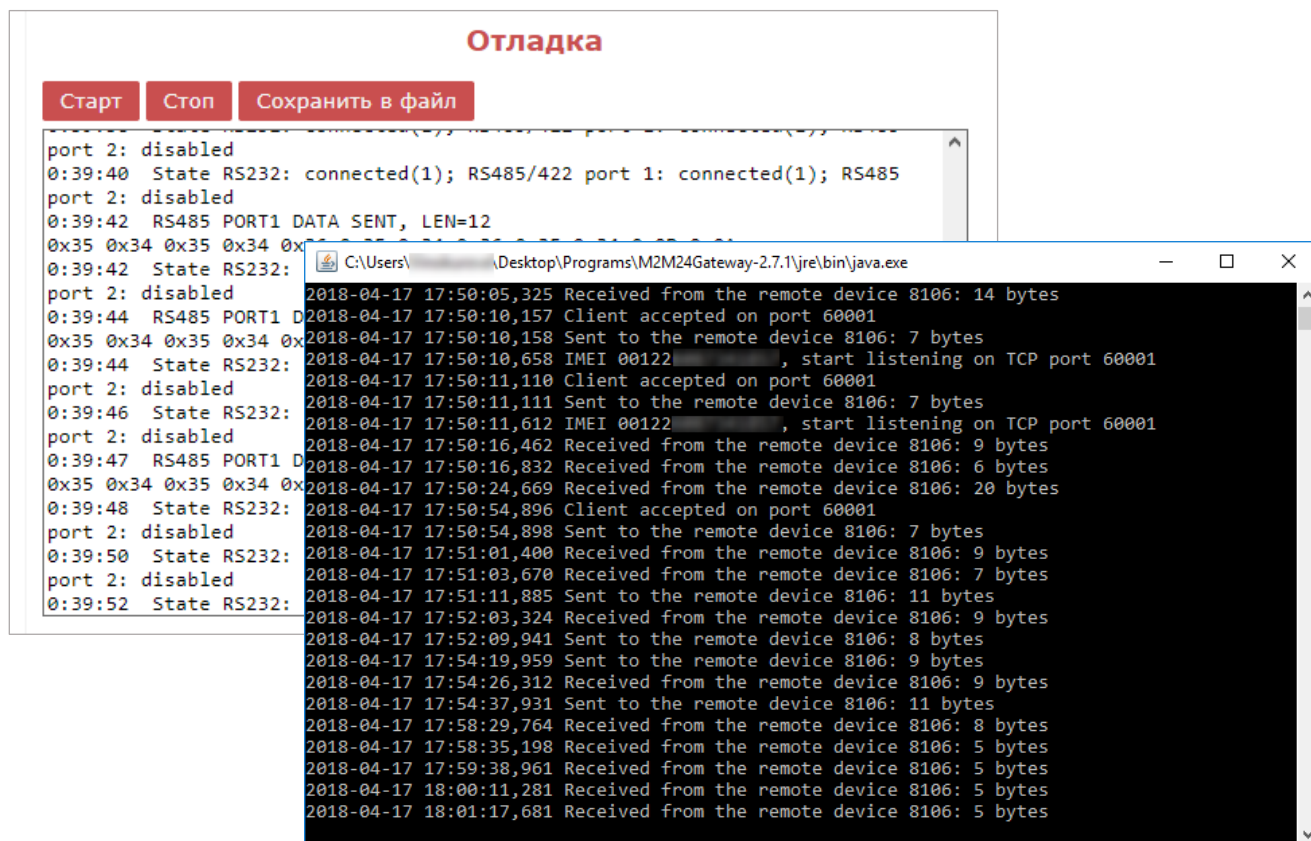 Отладка
Старт Стоп Сохранить в файл
port 2: disabled
0:39:40 State RS232: connected(1); RS485/422 port 1: connected(1); RS485
port 2: disabled
0:39:42 RS485 PORT1 DATA SENT, LEN=12
0x35 0x34 0x35 0x34
0:39:42 State RS232:
port 2: disabled
0:39:44 RS485 PORT1 D
0x35 0x34 0x35 0x34 0x
0:39:44 State RS232:
port 2: disabled
0:39:46 State RS232:
port 2: disabled
0:39:47 RS485 PORT1 D
0x35 0x34 0x35 0x34 0x
0:39:48 State RS232:
port 2: disabled
0:39:50 State RS232:
port 2: disabled
0:39:52 State RS232:
C:\Users\ \Desktop\Programs\M2M24Gateway-2.7.1\jre\bin\java.exe
2018-04-17 17:50:05,325 Received from the remote device 8106: 14 bytes
2018-04-17 17:50:10,157 Client accepted on port 60001
2018-04-17 17:50:10,158 Sent to the remote device 8106: 7 bytes
2018-04-17 17:50:10,658 IMEI 00122 , start listening on TCP port 60001
2018-04-17 17:50:11,110 Client accepted on port 60001
2018-04-17 17:50:11,111 Sent to the remote device 8106: 7 bytes
2018-04-17 17:50:11,612 IMEI 00122 , start listening on TCP port 60001
2018-04-17 17:50:16,462 Received from the remote device 8106: 9 bytes
2018-04-17 17:50:16,832 Received from the remote device 8106: 6 bytes
2018-04-17 17:50:24,669 Received from the remote device 8106: 20 bytes
2018-04-17 17:50:54,896 Client accepted on port 60001
2018-04-17 17:50:54,898 Sent to the remote device 8106: 7 bytes
2018-04-17 17:51:01,400 Received from the remote device 8106: 9 bytes
2018-04-17 17:51:03,670 Received from the remote device 8106: 7 bytes
2018-04-17 17:51:11,885 Sent to the remote device 8106: 11 bytes
2018-04-17 17:52:03,324 Received from the remote device 8106: 9 bytes
2018-04-17 17:52:09,941 Sent to the remote device 8106: 8 bytes
2018-04-17 17:54:19,959 Sent to the remote device 8106: 9 bytes
2018-04-17 17:54:26,312 Received from the remote device 8106: 9 bytes
2018-04-17 17:54:37,931 Sent to the remote device 8106: 11 bytes
2018-04-17 17:58:29,764 Received from the remote device 8106: 8 bytes
2018-04-17 17:58:35,198 Received from the remote device 8106: 5 bytes
2018-04-17 17:59:38,961 Received from the remote device 8106: 5 bytes
2018-04-17 18:00:11,281 Received from the remote device 8106: 5 bytes
2018-04-17 18:01:17,681 Received from the remote device 8106: 5 bytes